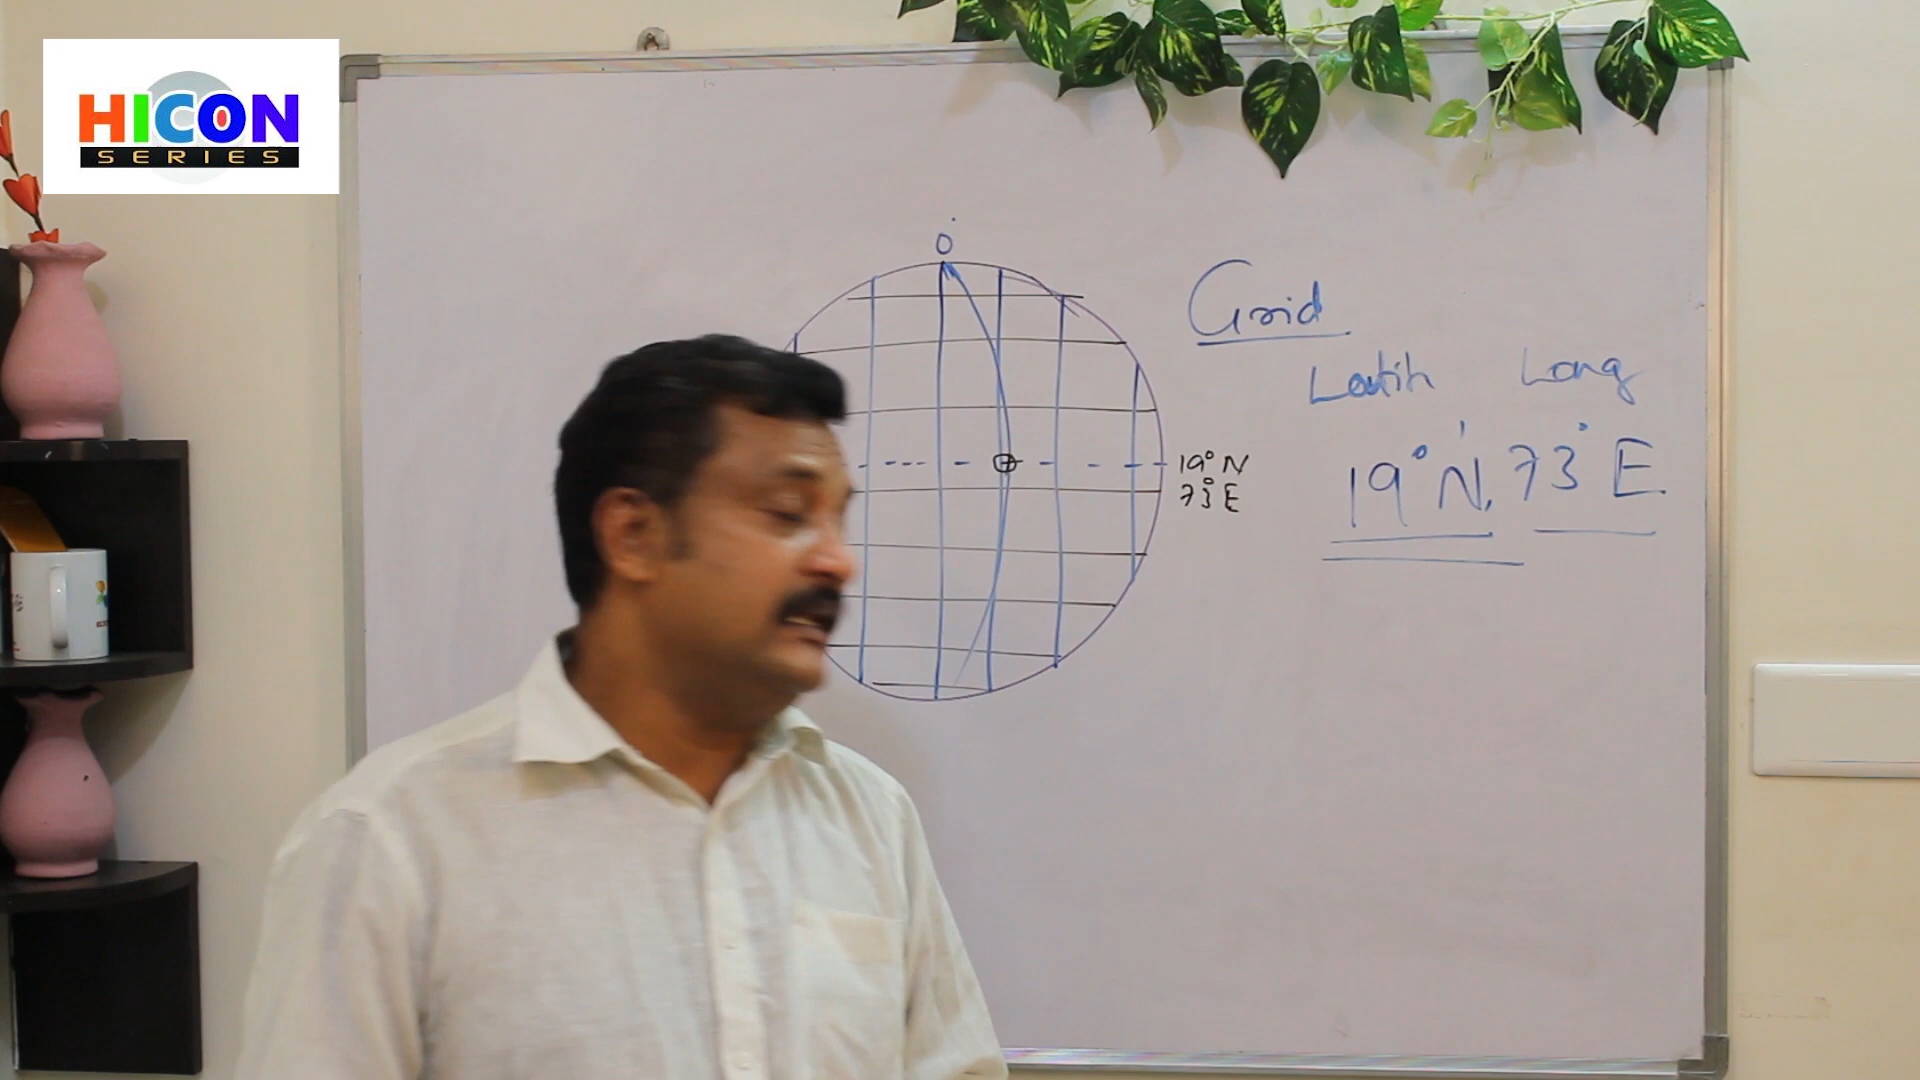 HICON
SERIES
0
Grid
Latih Long
19° N
73° E
19° N, 73° E